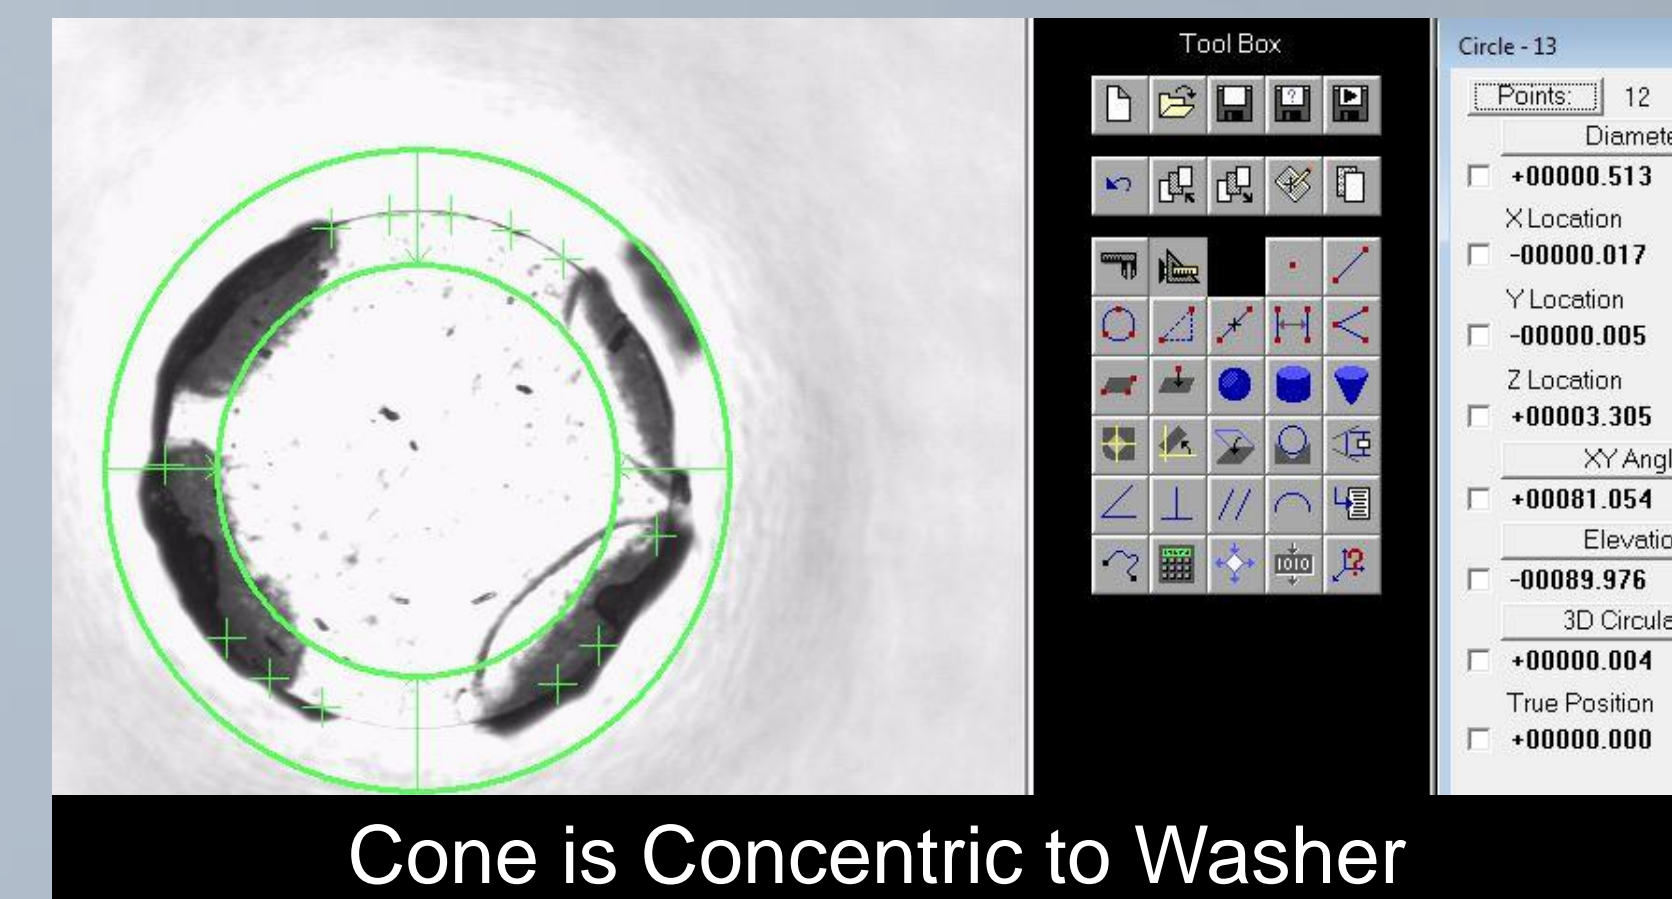 Tool Box
Circle - 13
Points: 12
Diamete
+00000.513
X Location
-00000.017
Y Location
-00000.005
Z Location
+00003.305
XY Angl
+00081.054
Elevatio
-00089.976
3D Circula
+00000.004
True Position
+00000.000
1010
Cone is Concentric to Washer